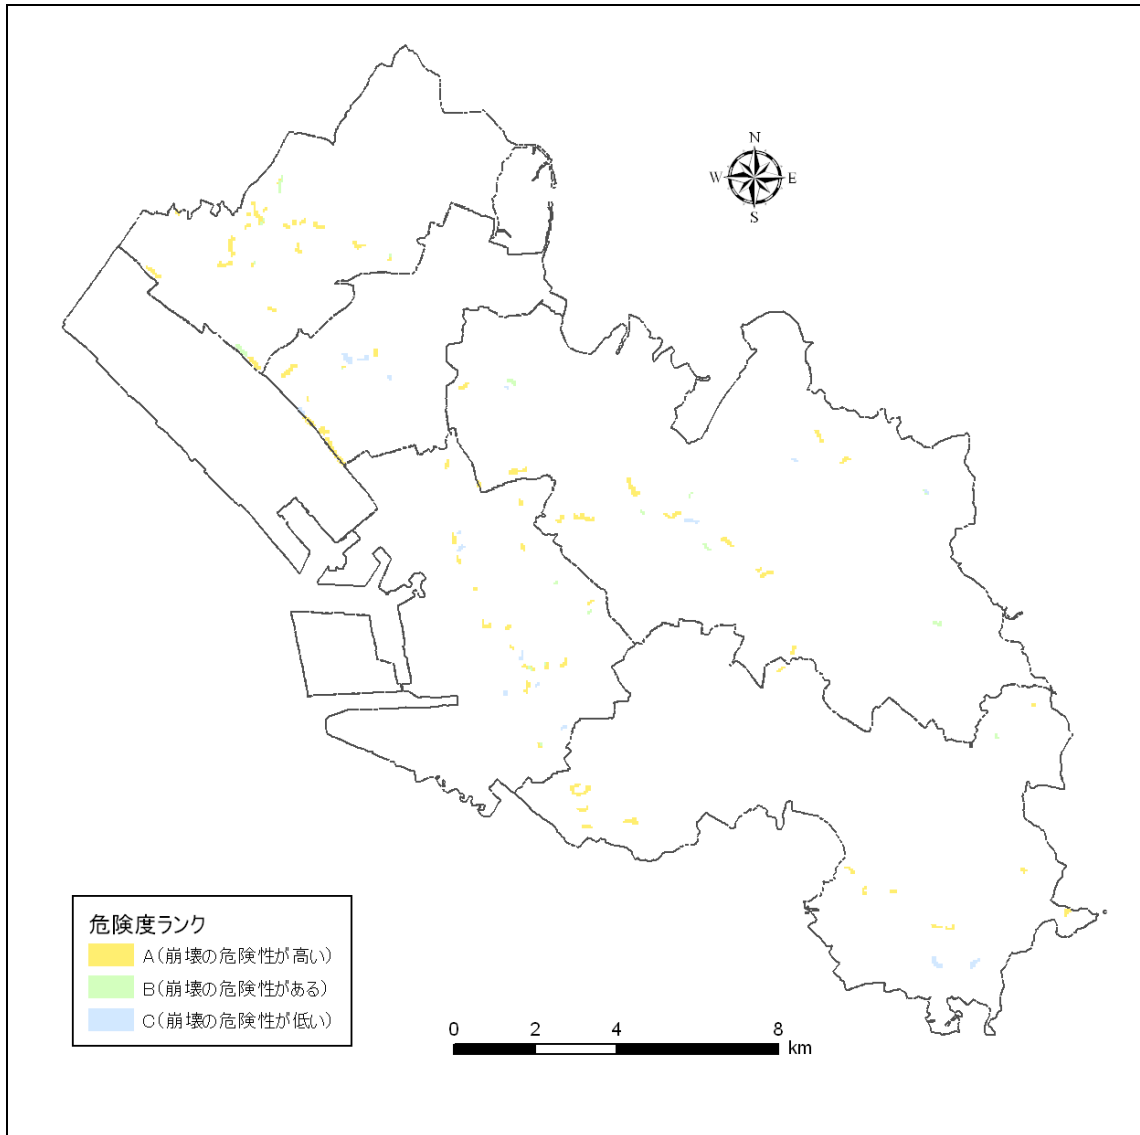 N
W E
S
危険度ランク
A(崩壊の危険性が高い)
B(崩壊の危険性がある)
C(崩壊の危険性が低い)
0 2 4 8
km